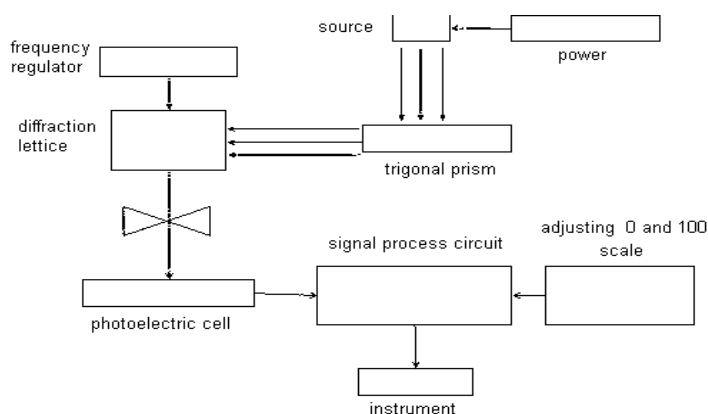 source
power
frequency
regulator
diffraction
lettice
trigonal prism
signal process circuit
adjusting 0 and 100
scale
photoelectric cell
instrument